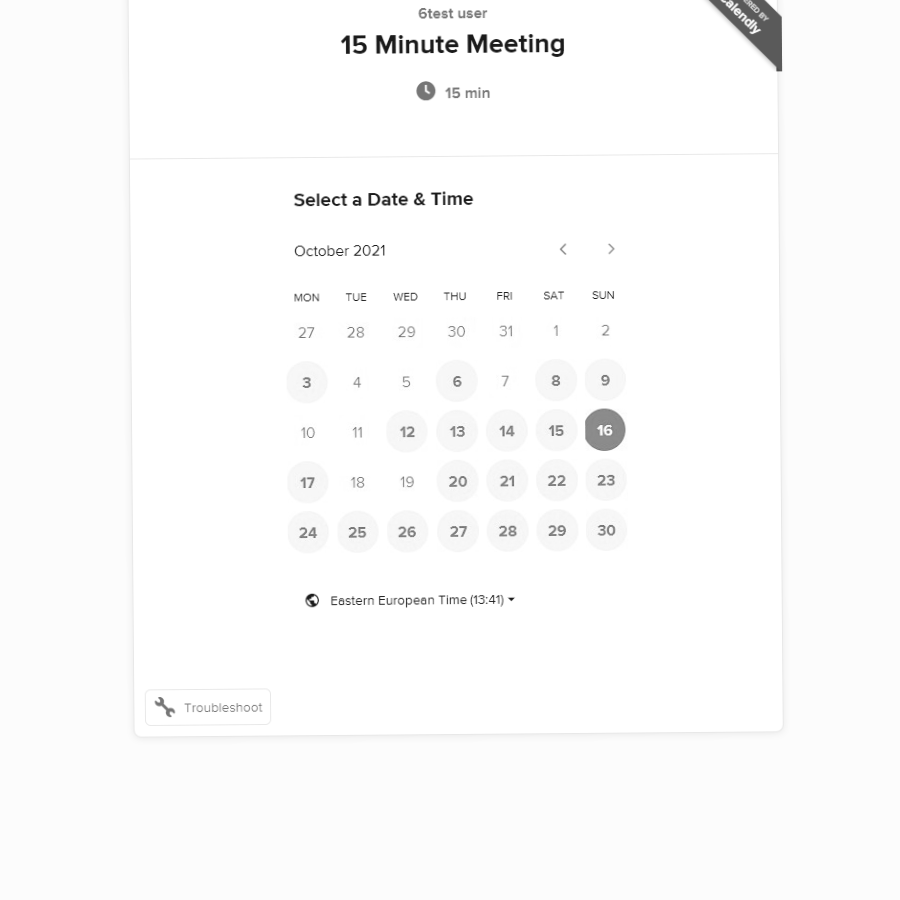 6test user
15 Minute Meeting
15 min
Calendly
Select a Date & Time
October 2021
MON TUE WED THU FRI SAT SUN
27 28 29 30 31 1 2
3 4 5 6 7 8 9
10 11 12 13 14 15 16
17 18 19 20 21 22 23
24 25 26 27 28 29 30
Eastern European Time (13:41)
Troubleshoot